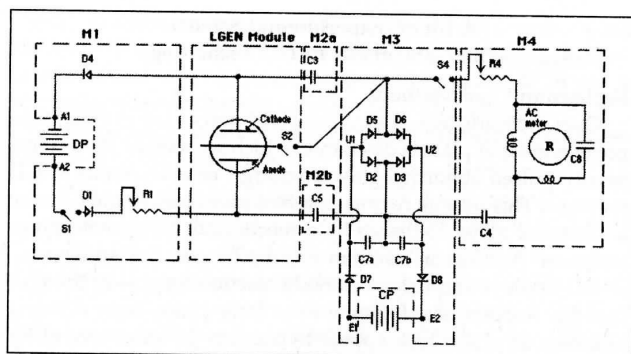 M1
LGEN Module
M2a
M3
M4
D4
C3
S4
R4
Cathode
D5
D6
AC
motor
A1
S2
U1
U2
R
C8
DP
Anode
A2
D2
D3
M2b
D1
R1
C5
S1
C4
C7a
C7b
D7
D8
CP
E1
E2